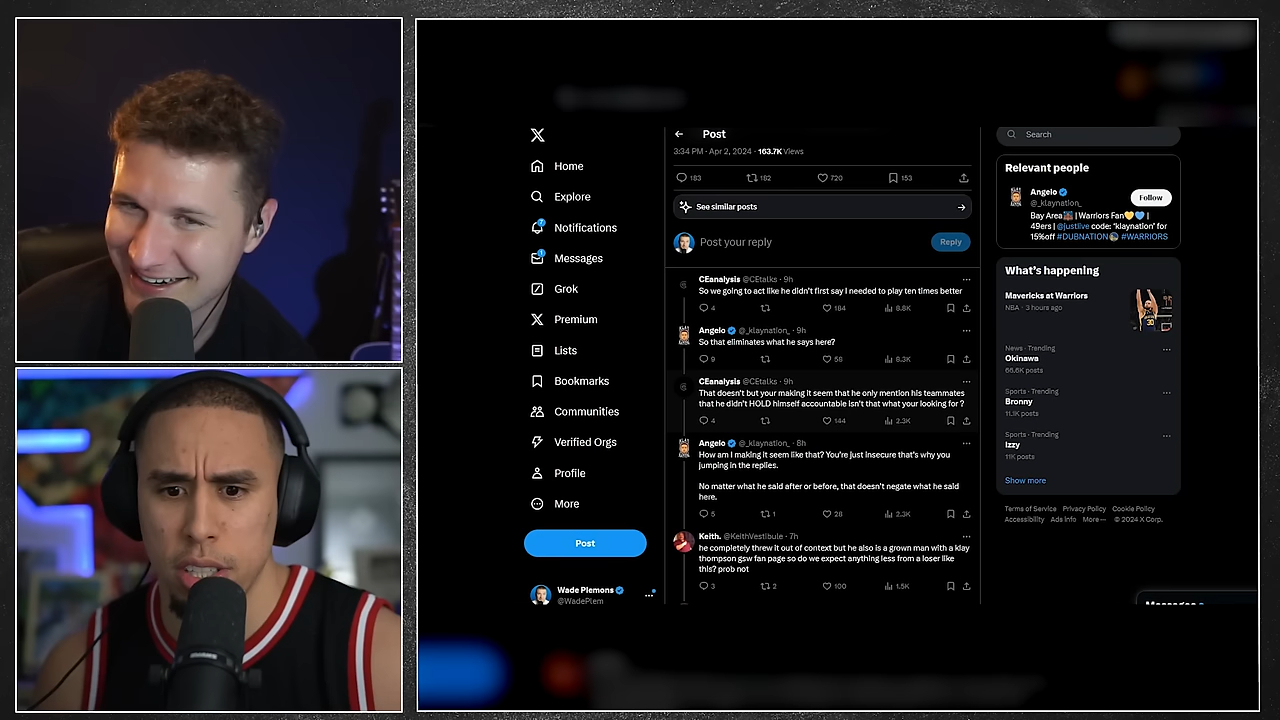 Home
Explore
7
Notifications
1
Messages
Grok
Premium
Lists
Bookmarks
Communities
Verified Orgs
Profile
More
Post
Wade Plemons
@WadePlem
Post
3:34 PM · Apr 2, 2024 · 163.7K Views
183 182 720 153
See similar posts
Post your reply
Reply
CEanalysis @CEtalks · 9h
So we going to act like he didn't first say I needed to play ten times better
4 184 8.8K
Angelo @_klaynation_ · 9h
So that eliminates what he says here?
9 58 8.3K
CEanalysis @CEtalks · 9h
That doesn't but your making it seem that he only mention his teammates
that he didn't HOLD himself accountable isn't that what your looking for ?
4 144 2.3K
Angelo @_klaynation_ · 8h
How am I making it seem like that? You're just insecure that's why you
jumping in the replies.
No matter what he said after or before, that doesn't negate what he said
here.
5 1 28 2.3K
Keith. @KeithVestibule · 7h
he completely threw it out of context but he also is a grown man with a klay
thompson gsw fan page so do we expect anything less from a loser like
this? prob not
3 2 100 1.5K
Search
Relevant people
Angelo
@_klaynation_
Follow
Bay Area | Warriors Fan |
49ers | @justlive code: 'klaynation' for
15%off #DUBNATION #WARRIORS
What's happening
Mavericks at Warriors
NBA · 3 hours ago
News · Trending
Okinawa
66.6K posts
Sports · Trending
Bronny
11.1K posts
Sports · Trending
Izzy
11K posts
Show more
Terms of Service Privacy Policy Cookie Policy
Accessibility Ads info More··· © 2024 X Corp.
Messages